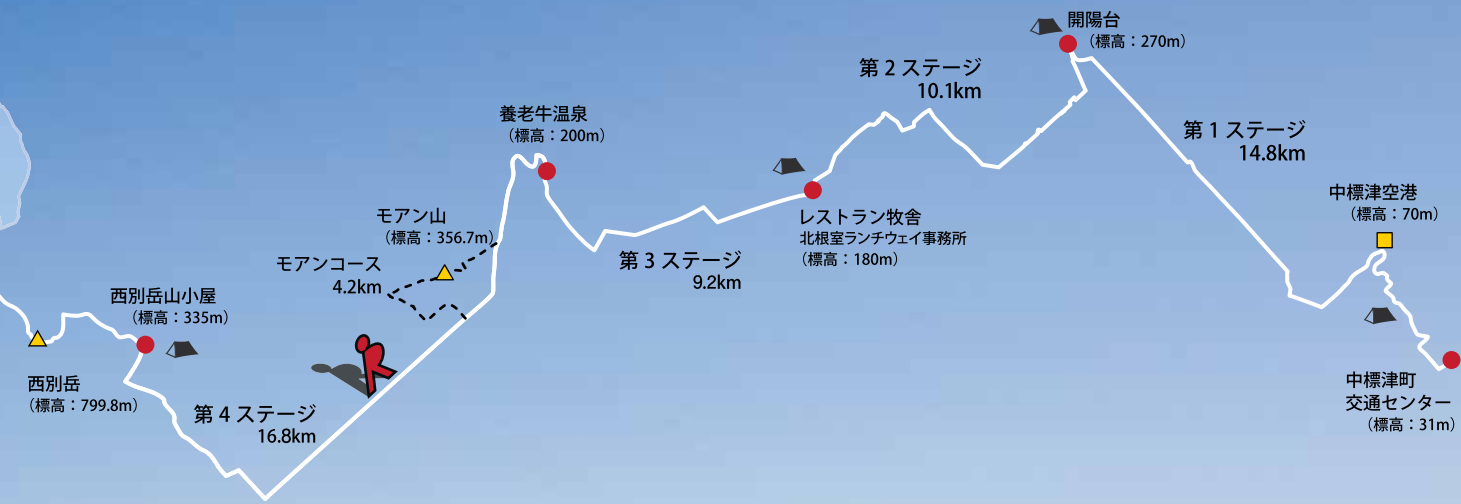 開陽台
（標高：270m）
第 2 ステージ
10.1km
養老牛温泉
（標高：200m）
第 1 ステージ
14.8km
中標津空港
（標高：70m）
モアン山
（標高：356.7m）
レストラン牧舎
北根室ランチウェイ事務所
（標高：180m）
モアンコース
4.2km
第 3 ステージ
9.2km
西別岳山小屋
（標高：335m）
西別岳
（標高：799.8m）
第 4 ステージ
16.8km
中標津町
交通センター
（標高：31m）